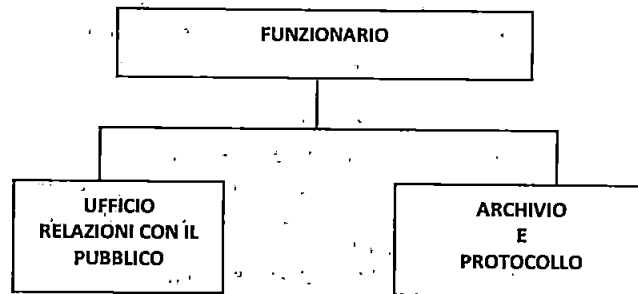 FUNZIONARIO
UFFICIO
RELAZIONI CON IL
PUBBLICO
ARCHIVIO
E
PROTOCOLLO